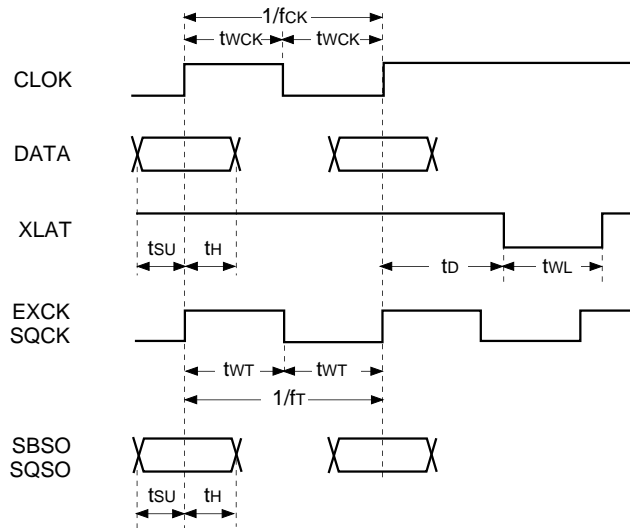 1/fCK
tWCK tWCK
CLOK
DATA
XLAT
tSU tH
tD tWL
EXCK
SQCK
tWT tWT
1/fT
SBSO
SQSO
tSU tH